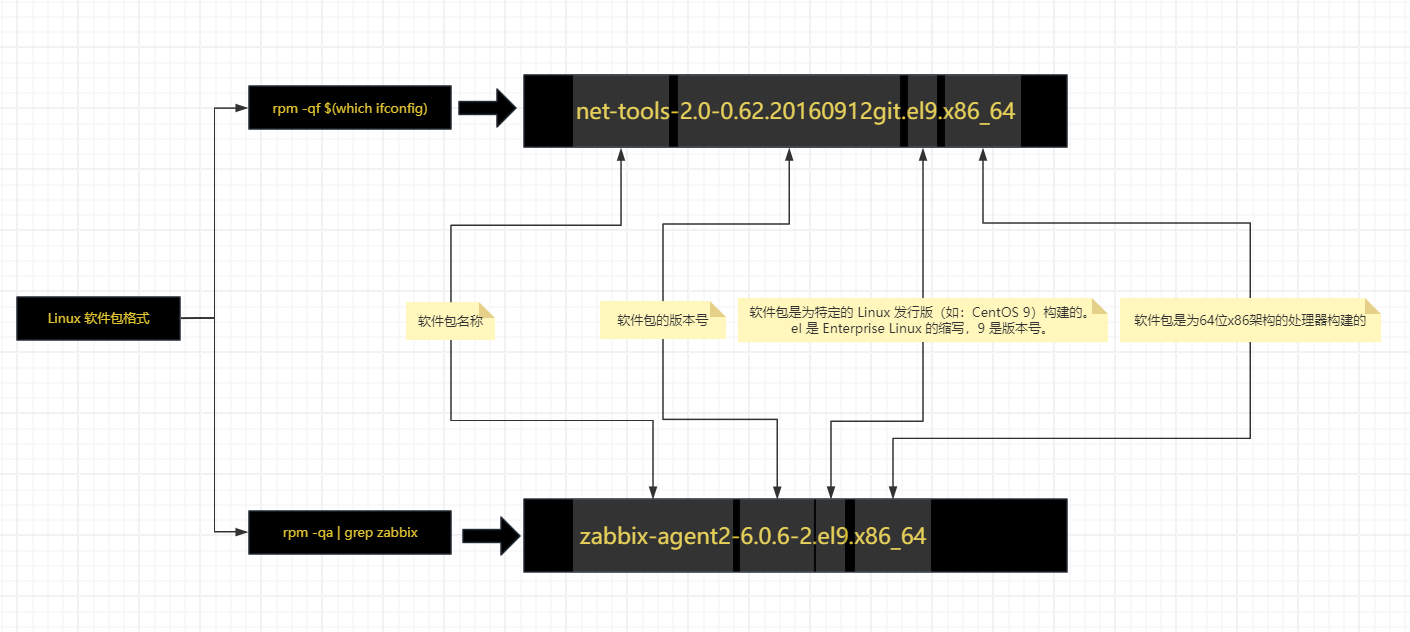 rpm -qf $(which ifconfig)
net-tools-2.0-0.62.20160912git.el9.x86_64
Linux 软件包格式
软件包名称
软件包的版本号
软件包是为特定的 Linux 发行版（如：CentOS 9）构建的。
el 是 Enterprise Linux 的缩写，9 是版本号。
软件包是为64位x86架构的处理器构建的
rpm -qa | grep zabbix
zabbix-agent2-6.0.6-2.el9.x86_64